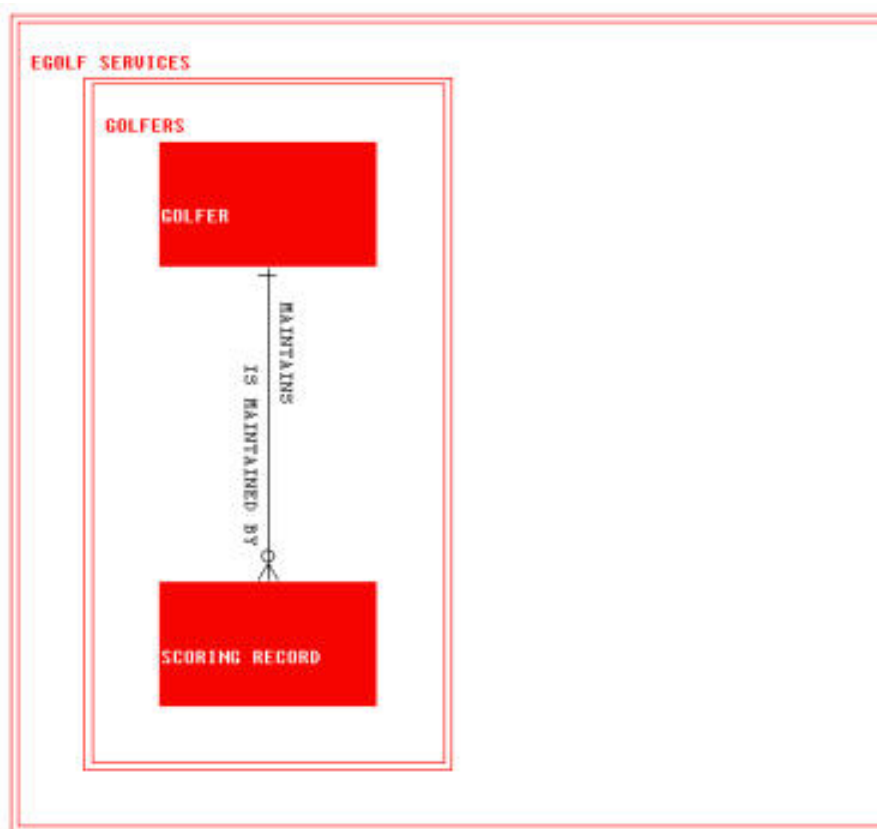 EGOLF SERVICES
GOLFERS
GOLFER
MAINTAINS
IS MAINTAINED BY
SCORING RECORD